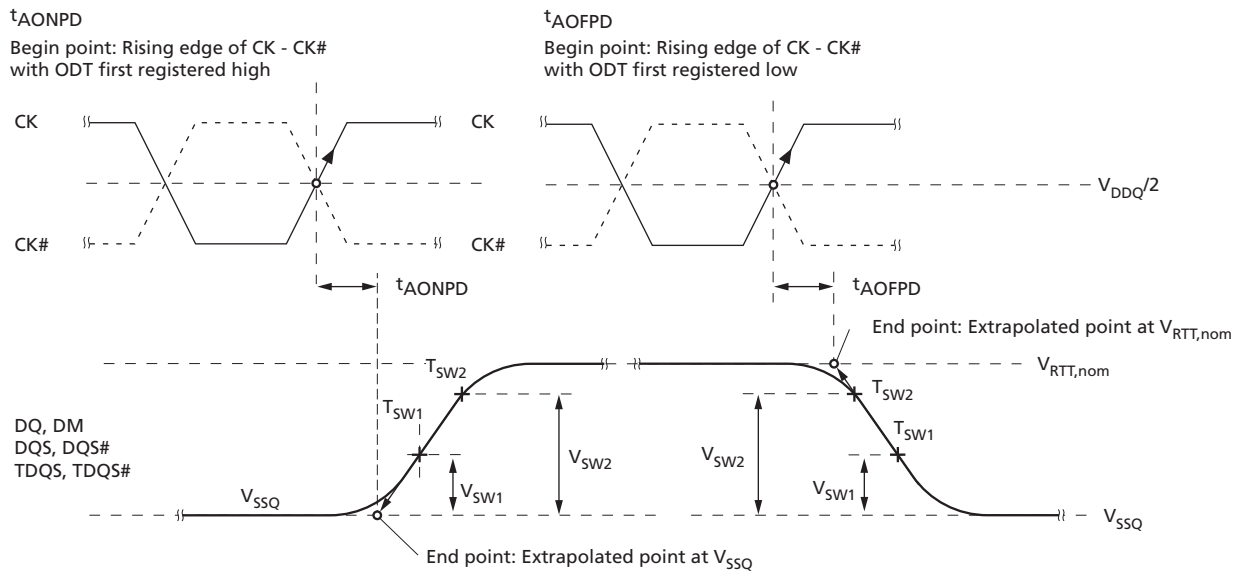 tAONPD
Begin point: Rising edge of CK - CK#
with ODT first registered high
tAOFPD
Begin point: Rising edge of CK - CK#
with ODT first registered low
CK
CK
VDDQ/2
CK#
CK#
tAONPD
tAOFPD
End point: Extrapolated point at VRTT,nom
TSW2
VRTT,nom
TSW2
TSW1
TSW1
DQ, DM
DQS, DQS#
TDQS, TDQS#
VSW2
VSW2
VSW1
VSW1
VSSQ
VSSQ
End point: Extrapolated point at VSSQ